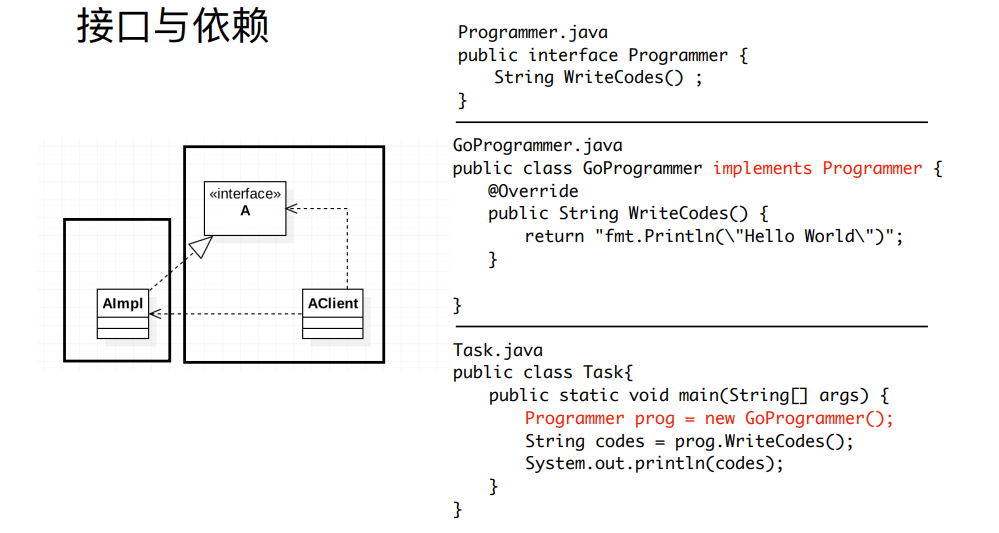 接口与依赖
«interface»
A
AImpl
AClient
Programmer.java
public interface Programmer {
String WriteCodes() ;
}
GoProgrammer.java
public class GoProgrammer implements Programmer {
@Override
public String WriteCodes() {
return "fmt.Println(\"Hello World\")";
}
}
Task.java
public class Task{
public static void main(String[] args) {
Programmer prog = new GoProgrammer();
String codes = prog.WriteCodes();
System.out.println(codes);
}
}